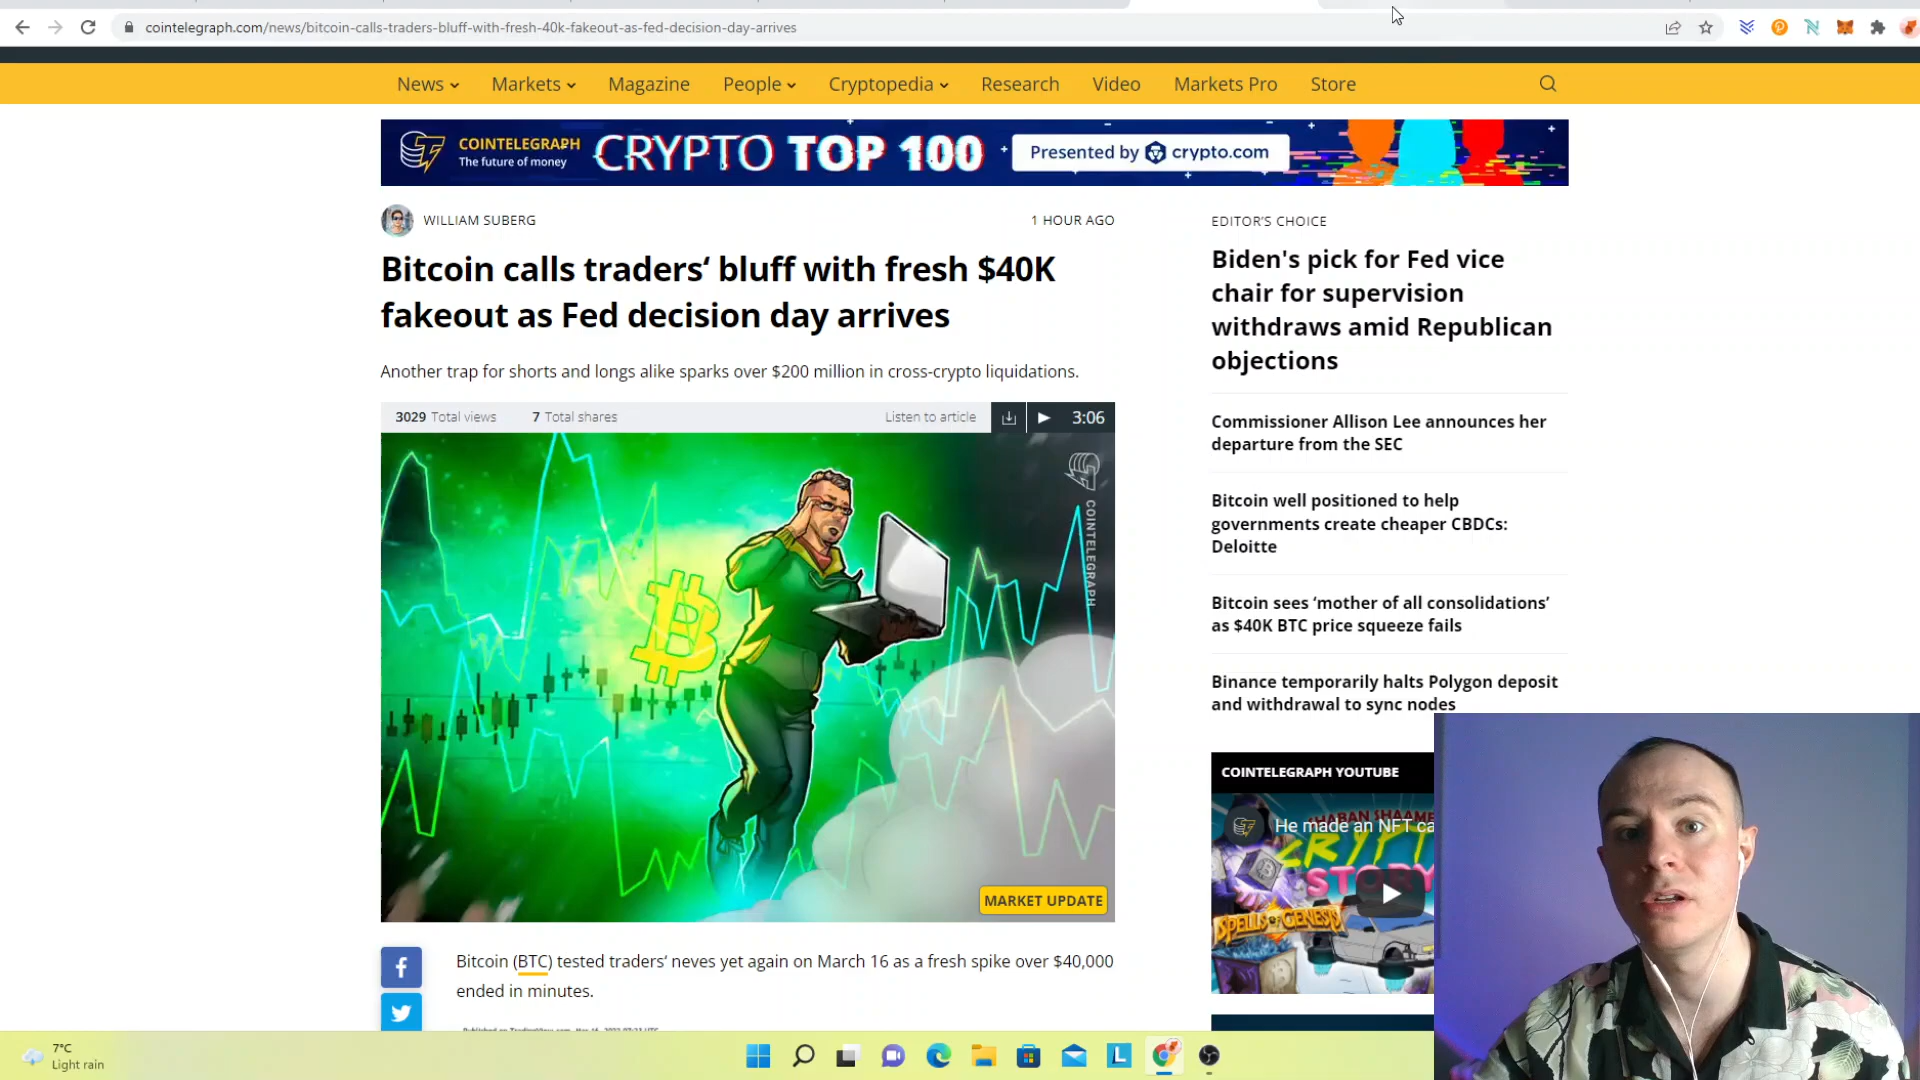 cointelegraph.com/news/bitcoin-calls-traders-bluff-with-fresh-40k-fakeout-as-fed-decision-day-arrives
News Markets Magazine People Cryptopedia Research Video Markets Pro Store
COINTELEGRAPH
The future of money
CRYPTO TOP 100
Presented by crypto.com
WILLIAM SUBERG
1 HOUR AGO
Bitcoin calls traders‘ bluff with fresh $40K
fakeout as Fed decision day arrives
Another trap for shorts and longs alike sparks over $200 million in cross-crypto liquidations.
3029 Total views 7 Total shares Listen to article 3:06
COINTELEGRAPH
MARKET UPDATE
Bitcoin (BTC) tested traders‘ neves yet again on March 16 as a fresh spike over $40,000
ended in minutes.
EDITOR’S CHOICE
Biden's pick for Fed vice
chair for supervision
withdraws amid Republican
objections
Commissioner Allison Lee announces her
departure from the SEC
Bitcoin well positioned to help
governments create cheaper CBDCs:
Deloitte
Bitcoin sees ‘mother of all consolidations’
as $40K BTC price squeeze fails
Binance temporarily halts Polygon deposit
and withdrawal to sync nodes
COINTELEGRAPH YOUTUBE
He made an NFT ca
CRYPT
STORY
SPELLS OF GENESIS
7°C
Light rain